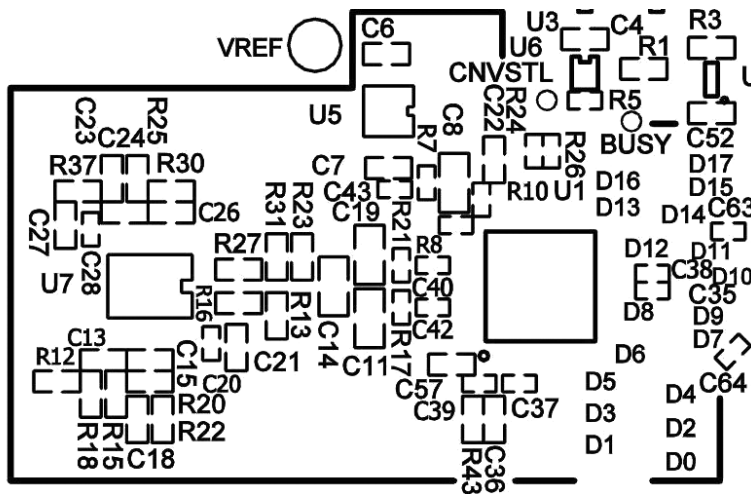 C6
U3
C4
R3
VREF
U6
R1
CNVSTL
R5
U5
C8
C22
R24
BUSY
C52
C23
C24
R25
R7
R26
D17
R37
R30
C7
C43
R10
U1
D16
D15
D13
D14
C63
C27
C28
C26
R31
R23
C19
R21
R8
D12
D11
C38
D10
U7
R27
C40
C35
R16
R13
C14
C11
R17
C42
D8
D9
D7
C13
C15
C20
C21
D6
R12
C57
D5
C64
R20
C39
C37
D4
R18
R15
C18
R22
R43
C36
D3
D2
D1
D0